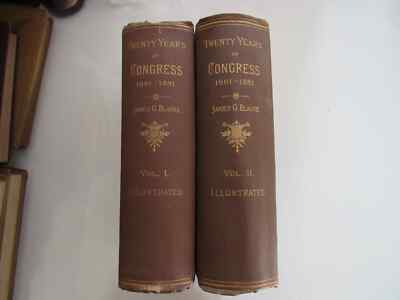 TWENTY YEARS
OF
CONGRESS
1861-1881
JAMES G. BLAINE
VOL. I.
ILLUSTRATED
TWENTY YEARS
OF
CONGRESS
1861-1881
JAMES G. BLAINE
VOL. II.
ILLUSTRATED